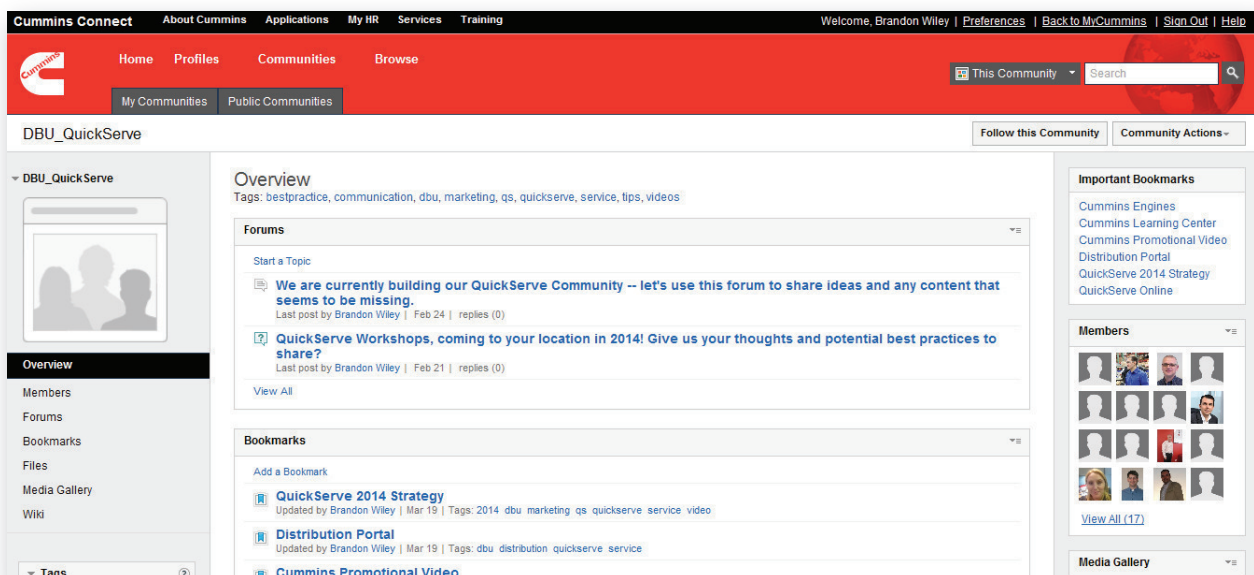 Cummins Connect About Cummins Applications My HR Services Training Welcome, Brandon Wiley | Preferences | Back to MyCummins | Sign Out | Help
Cummins
Home Profiles Communities Browse
This Community Search
My Communities Public Communities
DBU_QuickServe Follow this Community Community Actions
DBU_QuickServe
Overview
Members
Forums
Bookmarks
Files
Media Gallery
Wiki
Tags ?
Overview
Tags: bestpractice, communication, dbu, marketing, qs, quickserve, service, tips, videos
Forums
Start a Topic
We are currently building our QuickServe Community -- let's use this forum to share ideas and any content that
seems to be missing.
Last post by Brandon Wiley | Feb 24 | replies (0)
QuickServe Workshops, coming to your location in 2014! Give us your thoughts and potential best practices to
share?
Last post by Brandon Wiley | Feb 21 | replies (0)
View All
Bookmarks
Add a Bookmark
QuickServe 2014 Strategy
Updated by Brandon Wiley | Mar 19 | Tags: 2014 dbu marketing qs quickserve service video
Distribution Portal
Updated by Brandon Wiley | Mar 19 | Tags: dbu distribution quickserve service
Cummins Promotional Video
Important Bookmarks
Cummins Engines
Cummins Learning Center
Cummins Promotional Video
Distribution Portal
QuickServe 2014 Strategy
QuickServe Online
Members
View All (17)
Media Gallery